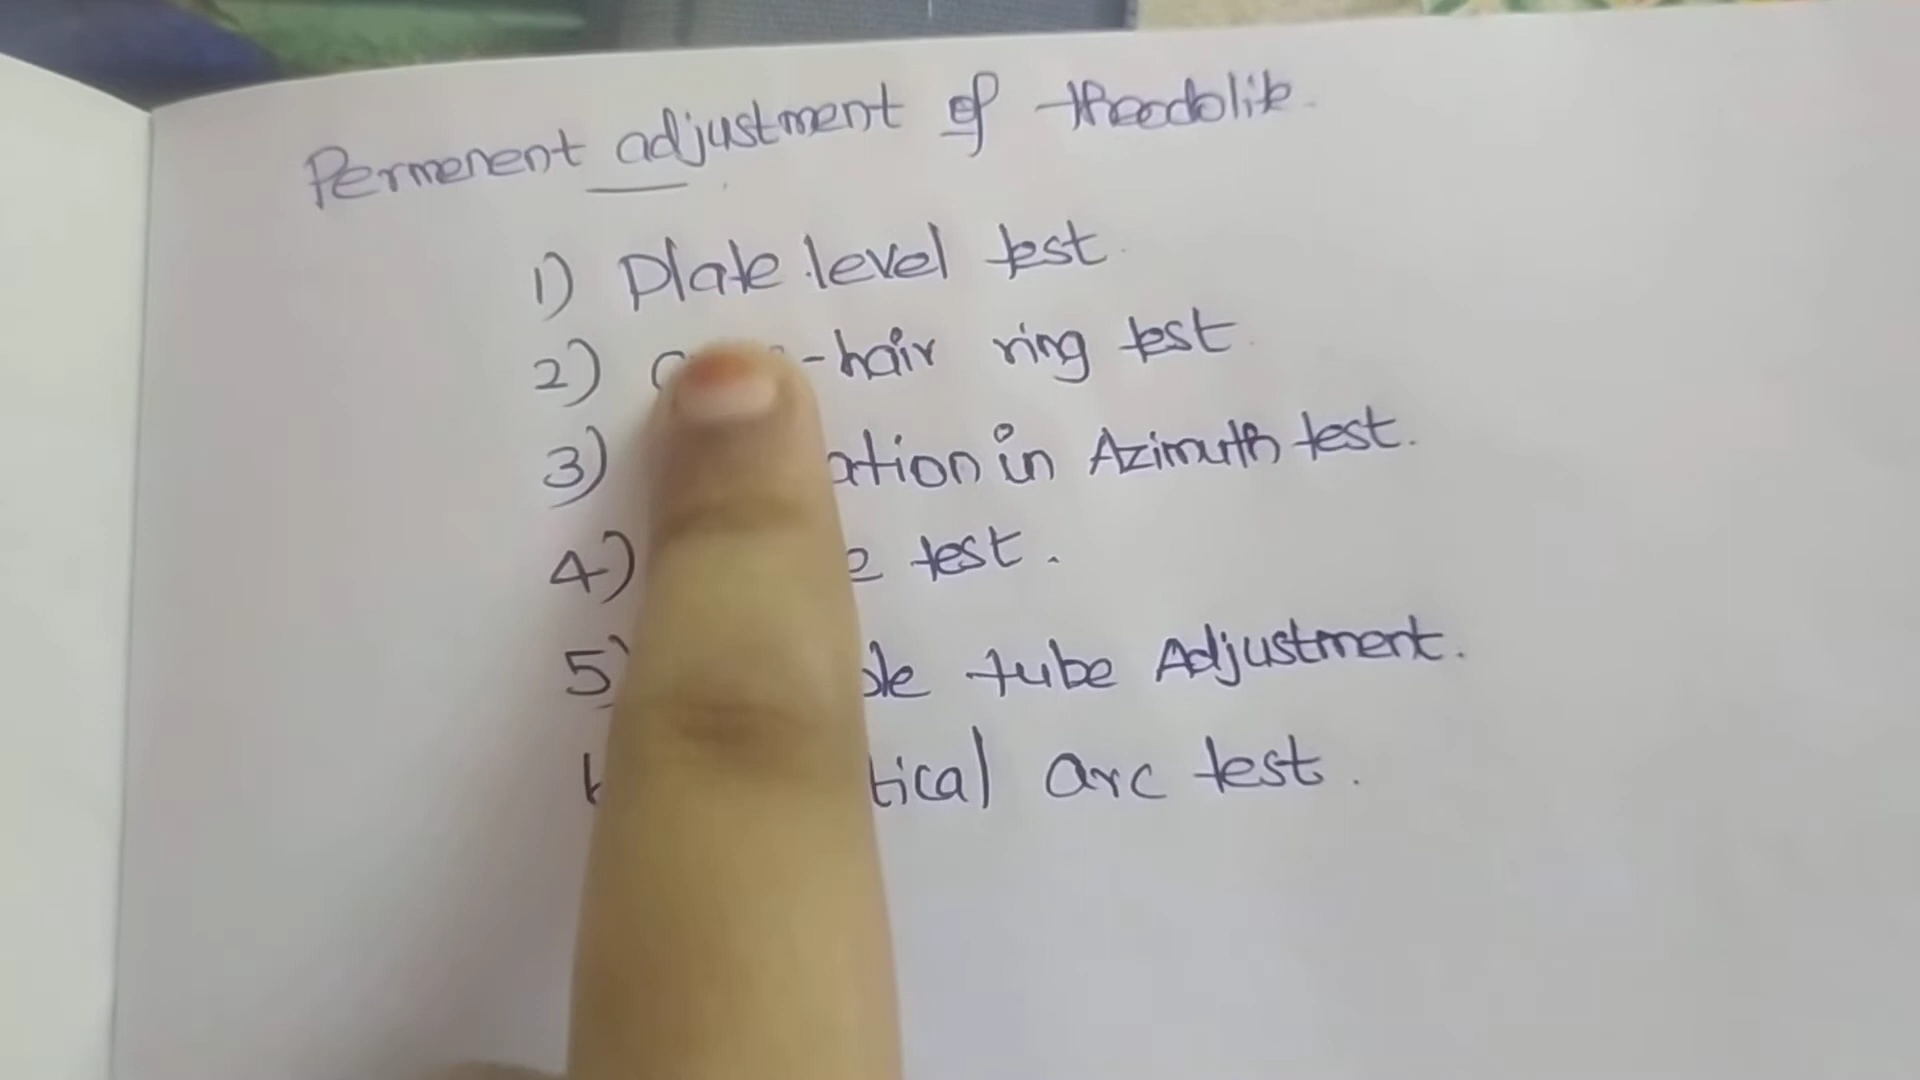 Permenent adjustment of theodolite.
1) Plate level test.
2) -hair ring test.
3) ation in Azimuth test.
4) test.
5) tube Adjustment.
tical arc test.